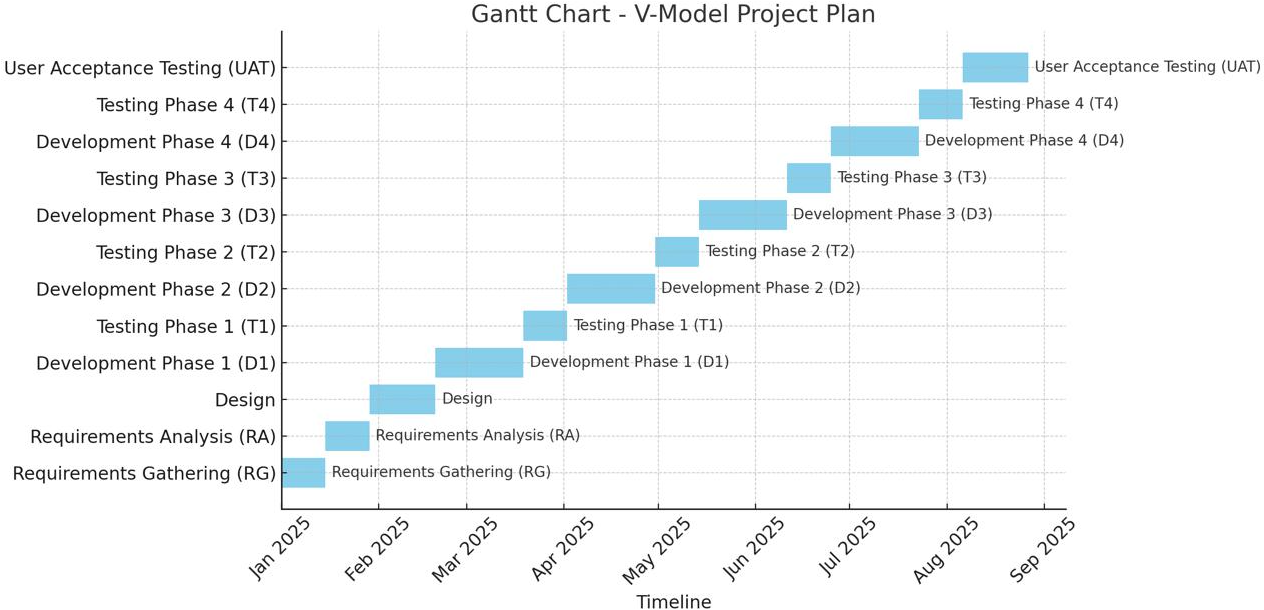 Gantt Chart - V-Model Project Plan
User Acceptance Testing (UAT)
User Acceptance Testing (UAT)
Testing Phase 4 (T4)
Testing Phase 4 (T4)
Development Phase 4 (D4)
Development Phase 4 (D4)
Testing Phase 3 (T3)
Testing Phase 3 (T3)
Development Phase 3 (D3)
Development Phase 3 (D3)
Testing Phase 2 (T2)
Testing Phase 2 (T2)
Development Phase 2 (D2)
Development Phase 2 (D2)
Testing Phase 1 (T1)
Testing Phase 1 (T1)
Development Phase 1 (D1)
Development Phase 1 (D1)
Design
Design
Requirements Analysis (RA)
Requirements Analysis (RA)
Requirements Gathering (RG)
Requirements Gathering (RG)
Jan 2025
Feb 2025
Mar 2025
Apr 2025
May 2025
Jun 2025
Jul 2025
Aug 2025
Sep 2025
Timeline